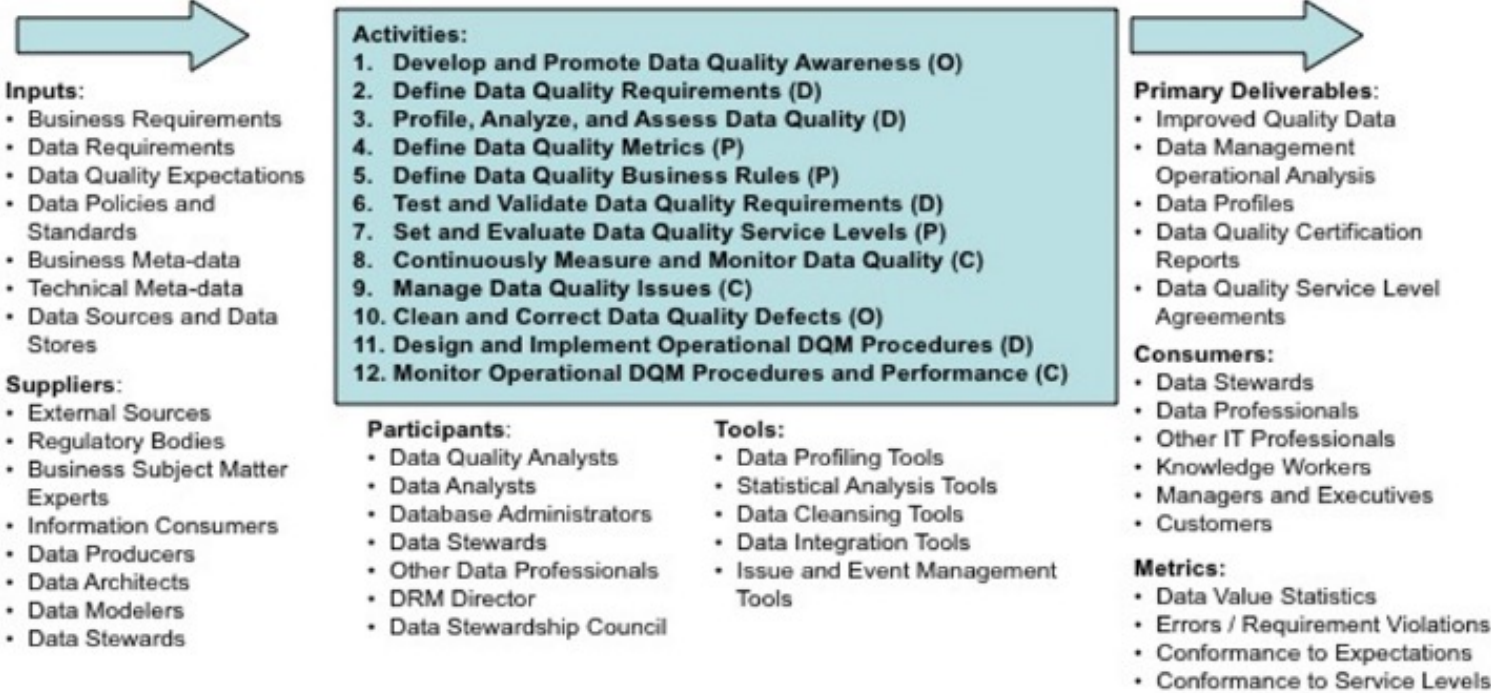 Inputs:
• Business Requirements
• Data Requirements
• Data Quality Expectations
• Data Policies and
Standards
• Business Meta-data
• Technical Meta-data
• Data Sources and Data
Stores
Suppliers:
• External Sources
• Regulatory Bodies
• Business Subject Matter
Experts
• Information Consumers
• Data Producers
• Data Architects
• Data Modelers
• Data Stewards
Activities:
1. Develop and Promote Data Quality Awareness (O)
2. Define Data Quality Requirements (D)
3. Profile, Analyze, and Assess Data Quality (D)
4. Define Data Quality Metrics (P)
5. Define Data Quality Business Rules (P)
6. Test and Validate Data Quality Requirements (D)
7. Set and Evaluate Data Quality Service Levels (P)
8. Continuously Measure and Monitor Data Quality (C)
9. Manage Data Quality Issues (C)
10. Clean and Correct Data Quality Defects (O)
11. Design and Implement Operational DQM Procedures (D)
12. Monitor Operational DQM Procedures and Performance (C)
Participants:
• Data Quality Analysts
• Data Analysts
• Database Administrators
• Data Stewards
• Other Data Professionals
• DRM Director
• Data Stewardship Council
Tools:
• Data Profiling Tools
• Statistical Analysis Tools
• Data Cleansing Tools
• Data Integration Tools
• Issue and Event Management
Tools
Primary Deliverables:
• Improved Quality Data
• Data Management
Operational Analysis
• Data Profiles
• Data Quality Certification
Reports
• Data Quality Service Level
Agreements
Consumers:
• Data Stewards
• Data Professionals
• Other IT Professionals
• Knowledge Workers
• Managers and Executives
• Customers
Metrics:
• Data Value Statistics
• Errors / Requirement Violations
• Conformance to Expectations
• Conformance to Service Levels